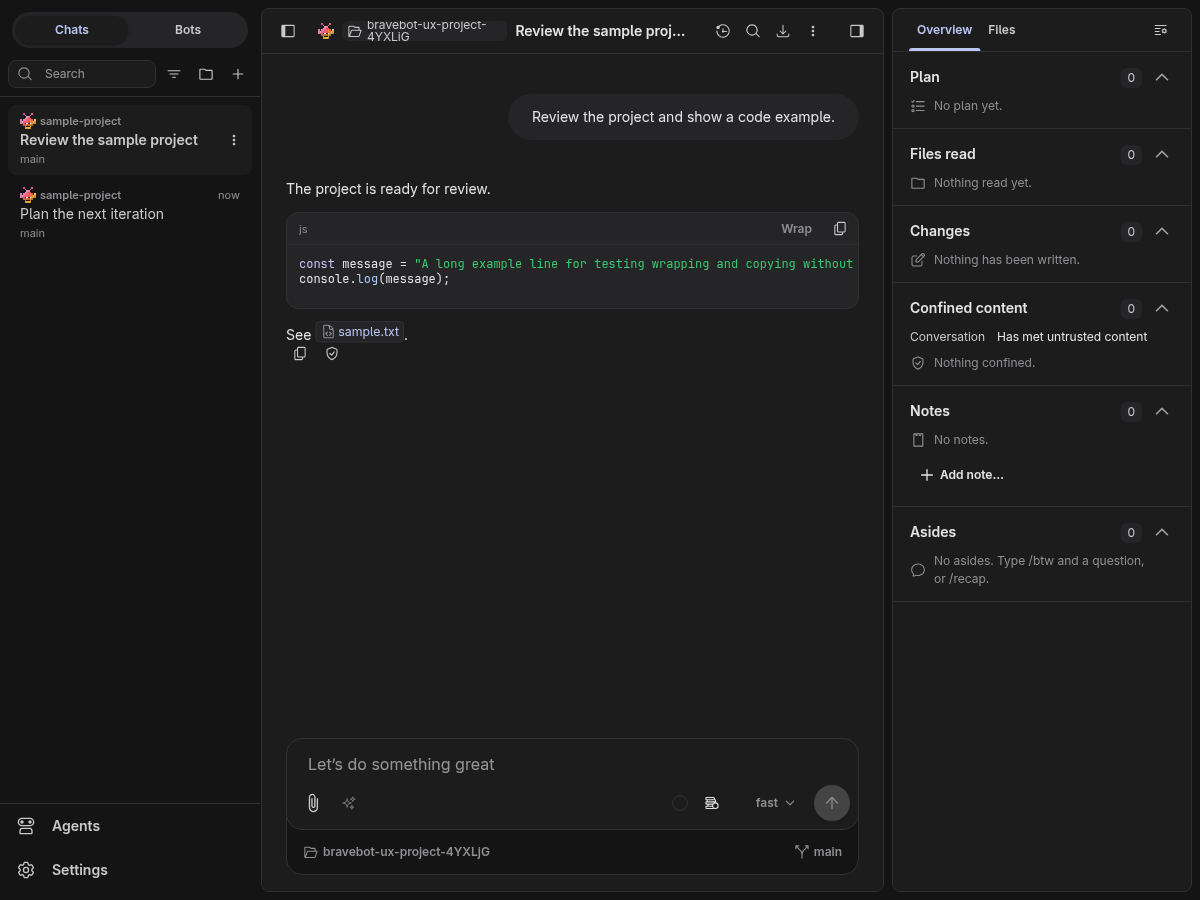 Chats
Bots
Search
sample-project
Review the sample project
main
sample-project
now
Plan the next iteration
main
Agents
Settings
bravebot-ux-project-
4YXLjG
Review the sample proj...
Review the project and show a code example.
The project is ready for review.
js
Wrap
const message = "A long example line for testing wrapping and copying without
console.log(message);
See sample.txt.
Let's do something great
fast
bravebot-ux-project-4YXLjG
main
Overview
Files
Plan
0
No plan yet.
Files read
0
Nothing read yet.
Changes
0
Nothing has been written.
Confined content
0
Conversation
Has met untrusted content
Nothing confined.
Notes
0
No notes.
Add note...
Asides
0
No asides. Type /btw and a question,
or /recap.